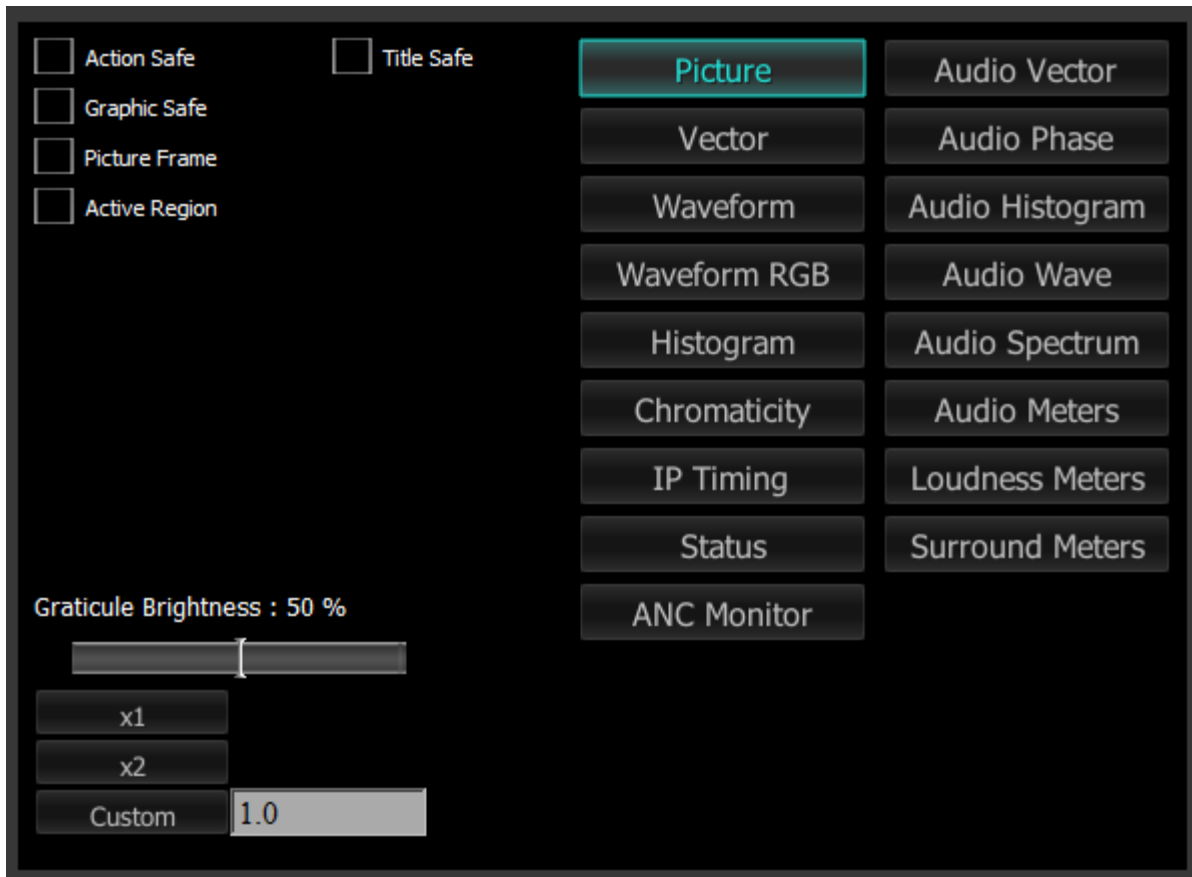 Action Safe
Title Safe
Graphic Safe
Picture Frame
Active Region
Graticule Brightness : 50 %
x1
x2
Custom
1.0
Picture
Vector
Waveform
Waveform RGB
Histogram
Chromaticity
IP Timing
Status
ANC Monitor
Audio Vector
Audio Phase
Audio Histogram
Audio Wave
Audio Spectrum
Audio Meters
Loudness Meters
Surround Meters